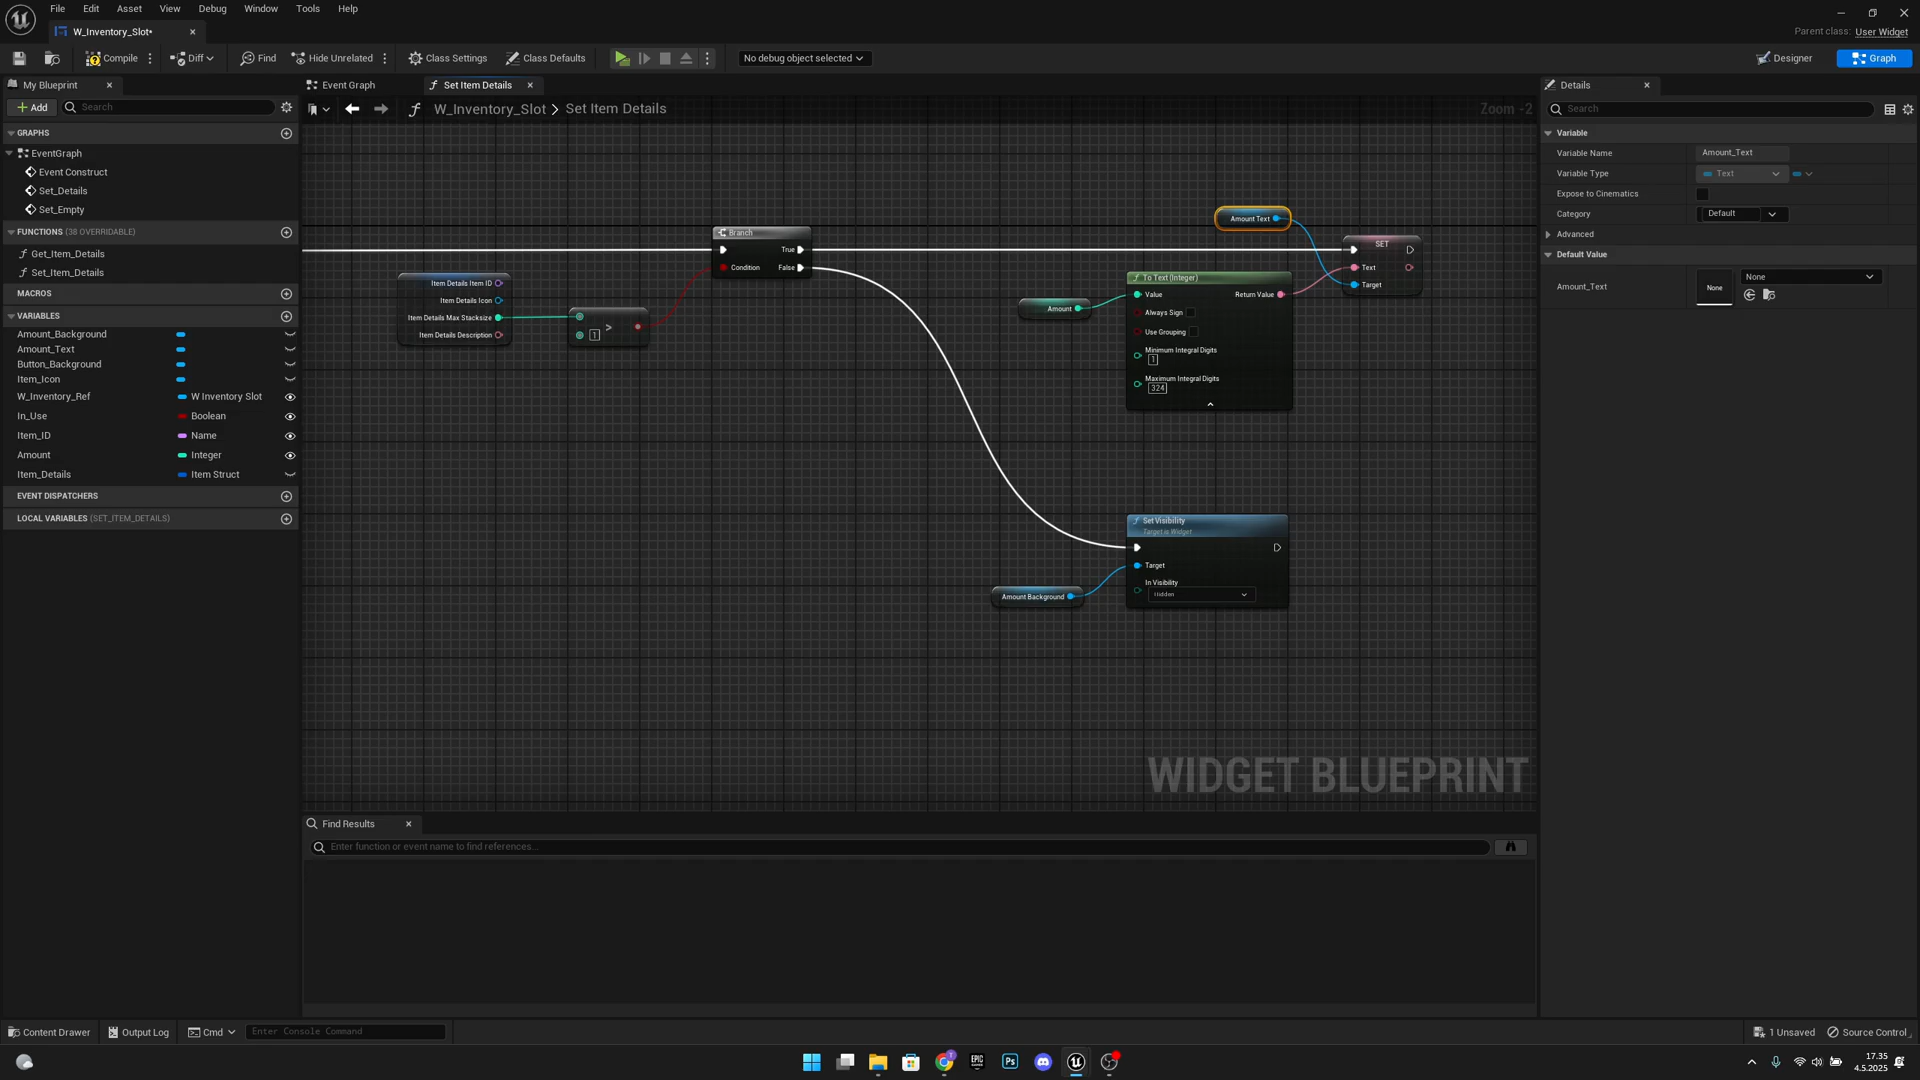 File Edit Asset View Debug Window Tools Help
W_Inventory_Slot•
Parent class: User Widget
Compile Diff Find Hide Unrelated Class Settings Class Defaults No debug object selected Designer Graph
My Blueprint
Add Search
GRAPHS
EventGraph
Event Construct
Set_Details
Set_Empty
FUNCTIONS (38 OVERRIDABLE)
Get_Item_Details
Set_Item_Details
MACROS
VARIABLES
Amount_Background
Amount_Text
Button_Background
Item_Icon
W_Inventory_Ref W Inventory Slot
In_Use Boolean
Item_ID Name
Amount Integer
Item_Details Item Struct
EVENT DISPATCHERS
LOCAL VARIABLES (SET_ITEM_DETAILS)
Event Graph Set Item Details
W_Inventory_Slot > Set Item Details
Zoom -2
Branch
True
Condition False
Item Details Item ID
Item Details Icon
Item Details Max Stacksize
Item Details Description
>
1
Amount Text
SET
Text
Target
To Text (Integer)
Value Return Value
Always Sign
Use Grouping
Minimum Integral Digits
1
Maximum Integral Digits
324
Amount
Set Visibility
Target is Widget
Target
In Visibility
Hidden
Amount Background
WIDGET BLUEPRINT
Find Results
Enter function or event name to find references...
Details
Search
Variable
Variable Name Amount_Text
Variable Type Text
Expose to Cinematics
Category Default
Advanced
Default Value
Amount_Text None None
Content Drawer Output Log Cmd Enter Console Command
1 Unsaved Source Control
EPIC
Ps
17.35
4.5.2025